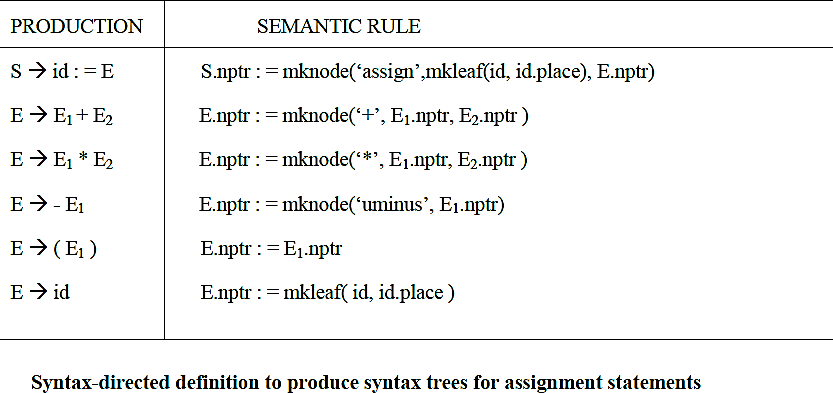 PRODUCTION SEMANTIC RULE
S → id : = E S.nptr : = mknode(‘assign’,mkleaf(id, id.place), E.nptr)
E → E₁ + E₂ E.nptr : = mknode(‘+’, E₁.nptr, E₂.nptr )
E → E₁ * E₂ E.nptr : = mknode(‘*’, E₁.nptr, E₂.nptr )
E → - E₁ E.nptr : = mknode(‘uminus’, E₁.nptr)
E → ( E₁ ) E.nptr : = E₁.nptr
E → id E.nptr : = mkleaf( id, id.place )
Syntax-directed definition to produce syntax trees for assignment statements